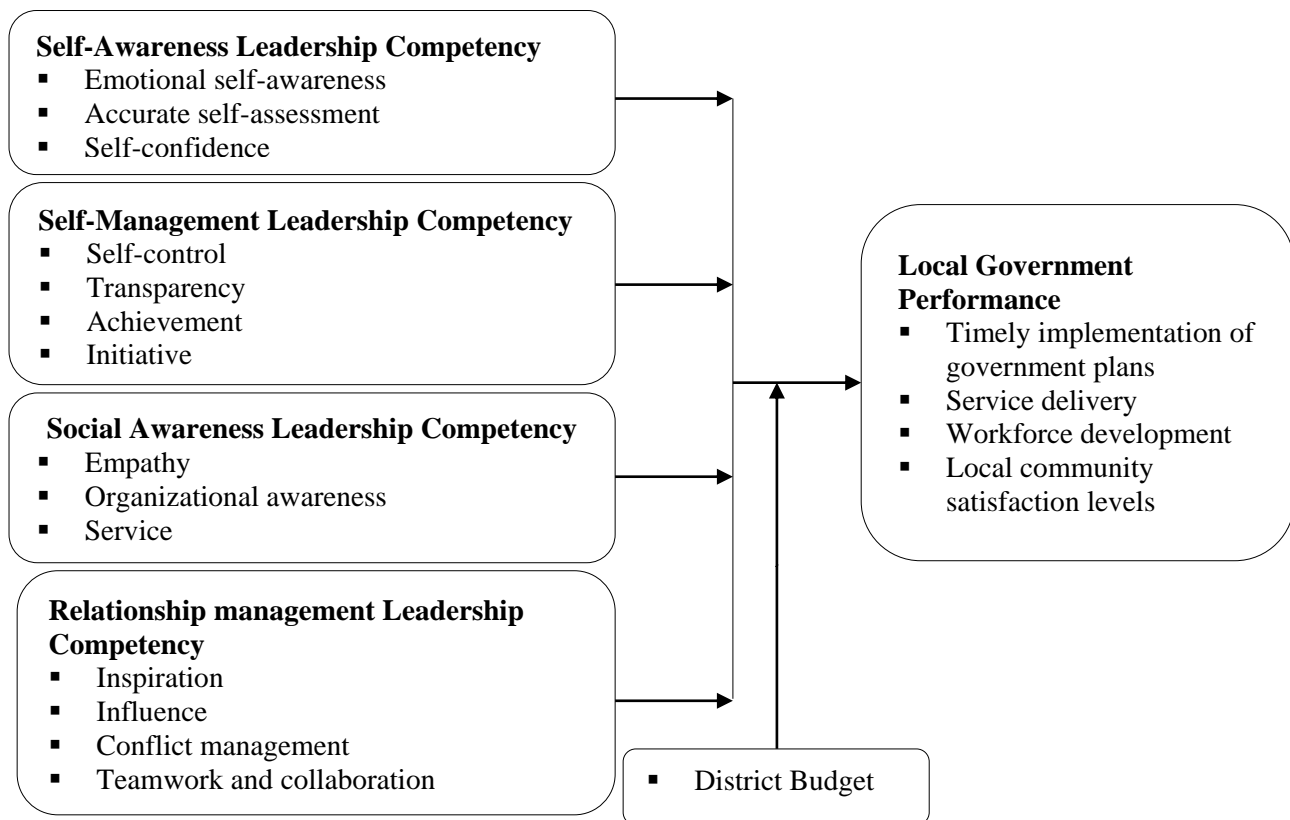 Self-Awareness Leadership Competency
▪ Emotional self-awareness
▪ Accurate self-assessment
▪ Self-confidence
Self-Management Leadership Competency
▪ Self-control
▪ Transparency
▪ Achievement
▪ Initiative
Social Awareness Leadership Competency
▪ Empathy
▪ Organizational awareness
▪ Service
Relationship management Leadership
Competency
▪ Inspiration
▪ Influence
▪ Conflict management
▪ Teamwork and collaboration
▪ District Budget
Local Government
Performance
▪ Timely implementation of
government plans
▪ Service delivery
▪ Workforce development
▪ Local community
satisfaction levels